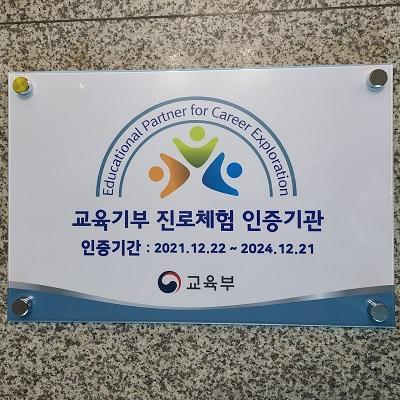 Educational Partner for Career Exploration
교육기부 진로체험 인증기관
인증기간 : 2021.12.22 ~ 2024.12.21
교육부